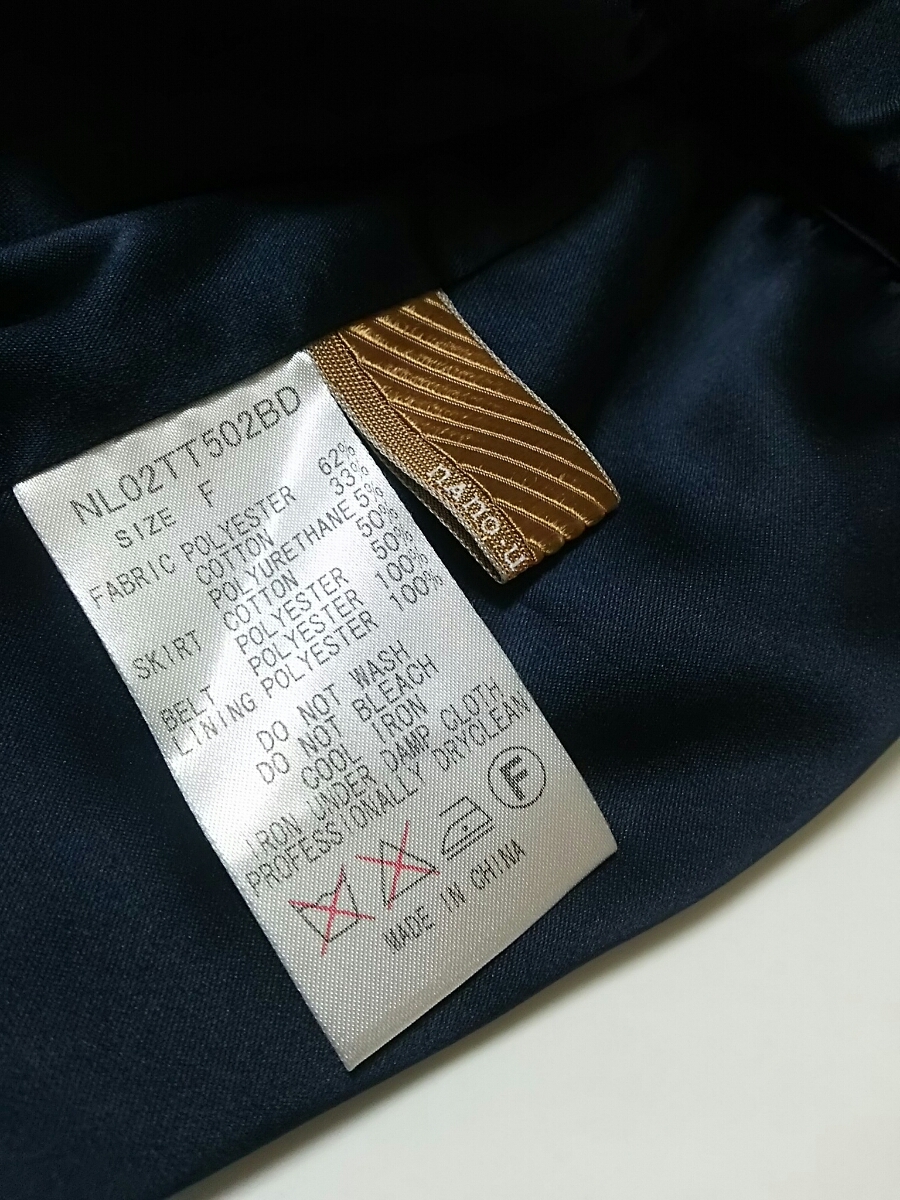 NL02TT502BD
SIZE F
FABRIC POLYESTER 62%
COTTON 33%
POLYURETHANE 5%
SKIRT COTTON 50%
POLYESTER 50%
BELT POLYESTER 100%
LINING POLYESTER 100%
DO NOT WASH
DO NOT BLEACH
COOL IRON
IRON UNDER DAMP CLOTH
PROFESSIONALLY DRYCLEAN
F
MADE IN CHINA